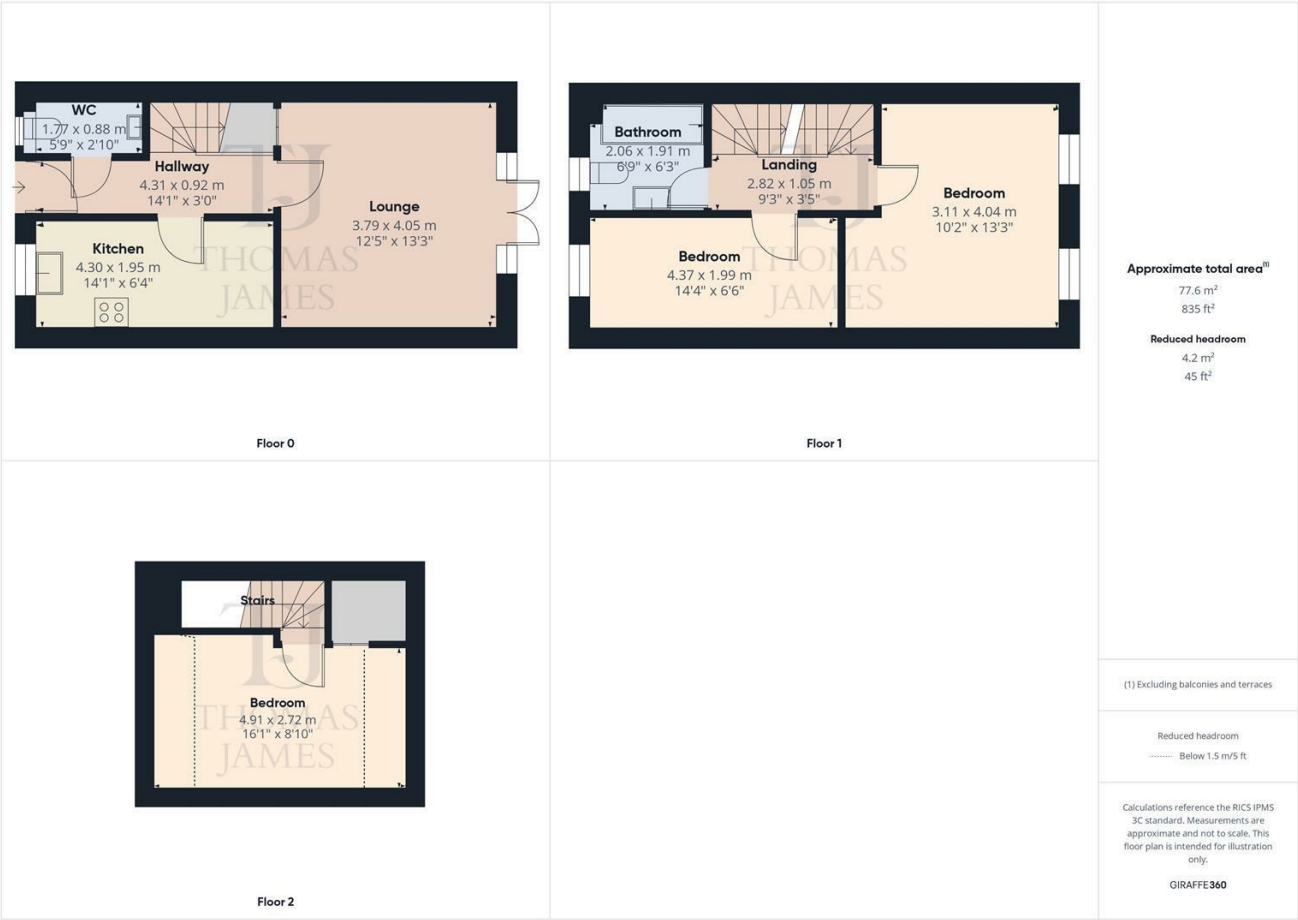 WC
1.77 x 0.88 m
5'9" x 2'10"
Hallway
4.31 x 0.92 m
14'1" x 3'0"
Lounge
3.79 x 4.05 m
12'5" x 13'3"
Kitchen
4.30 x 1.95 m
14'1" x 6'4"
TJ
THOMAS
JAMES
Floor 0
Bathroom
2.06 x 1.91 m
6'9" x 6'3"
Landing
2.82 x 1.05 m
9'3" x 3'5"
Bedroom
3.11 x 4.04 m
10'2" x 13'3"
Bedroom
4.37 x 1.99 m
14'4" x 6'6"
TJ
THOMAS
JAMES
Floor 1
Stairs
Bedroom
4.91 x 2.72 m
16'1" x 8'10"
TJ
THOMAS
JAMES
Floor 2
Approximate total area(1)
77.6 m²
835 ft²
Reduced headroom
4.2 m²
45 ft²
(1) Excluding balconies and terraces
Reduced headroom
Below 1.5 m/5 ft
Calculations reference the RICS IPMS
3C standard. Measurements are
approximate and not to scale. This
floor plan is intended for illustration
only.
GIRAFFE360